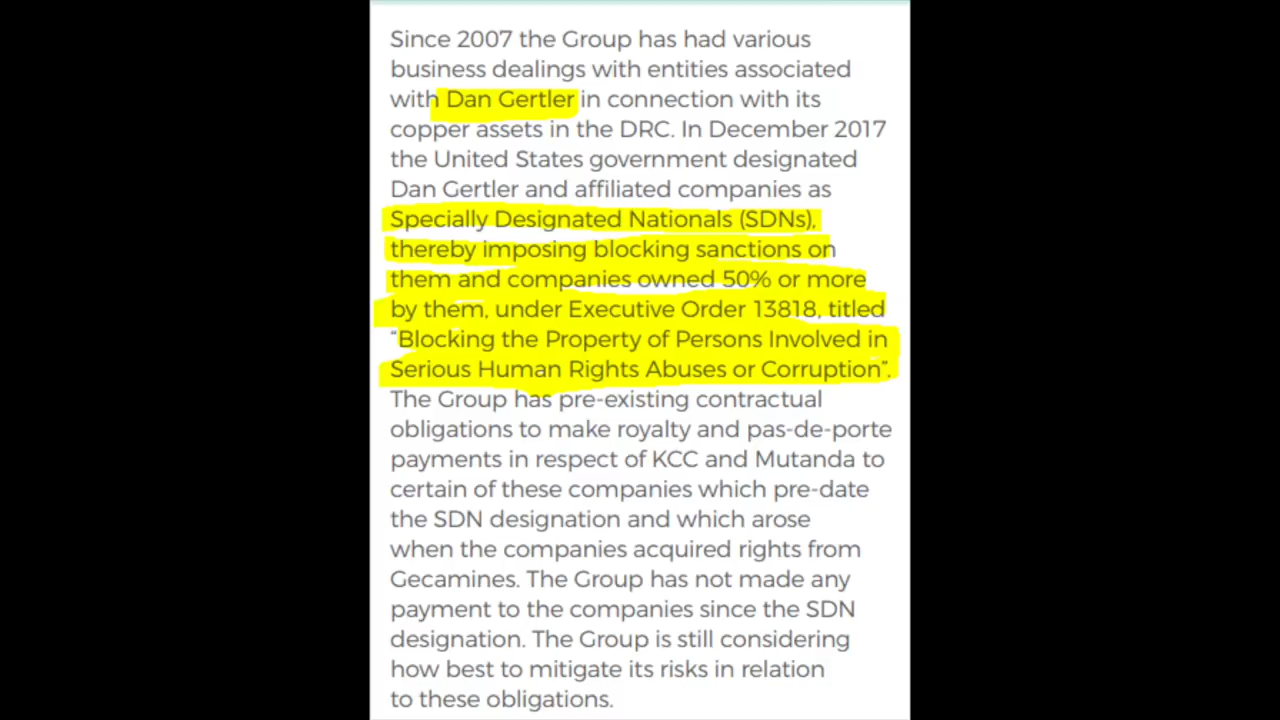 Since 2007 the Group has had various
business dealings with entities associated
with Dan Gertler in connection with its
copper assets in the DRC. In December 2017
the United States government designated
Dan Gertler and affiliated companies as
Specially Designated Nationals (SDNs),
thereby imposing blocking sanctions on
them and companies owned 50% or more
by them, under Executive Order 13818, titled
“Blocking the Property of Persons Involved in
Serious Human Rights Abuses or Corruption”.
The Group has pre-existing contractual
obligations to make royalty and pas-de-porte
payments in respect of KCC and Mutanda to
certain of these companies which pre-date
the SDN designation and which arose
when the companies acquired rights from
Gecamines. The Group has not made any
payment to the companies since the SDN
designation. The Group is still considering
how best to mitigate its risks in relation
to these obligations.